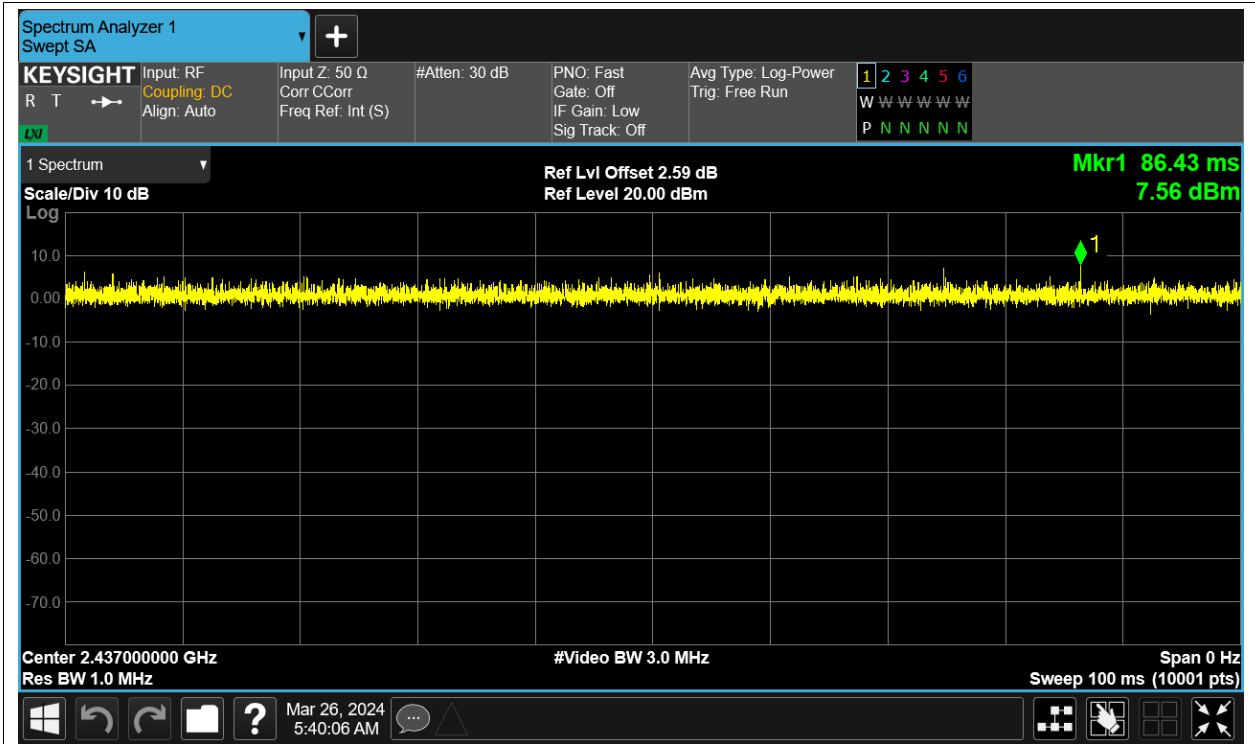 Spectrum Analyzer 1
Swept SA
KEYSIGHT
R T
LXI
Input: RF
Coupling: DC
Align: Auto
Input Z: 50 Ω
Corr CCorr
Freq Ref: Int (S)
#Atten: 30 dB
PNO: Fast
Gate: Off
IF Gain: Low
Sig Track: Off
Avg Type: Log-Power
Trig: Free Run
1 2 3 4 5 6
W W W W W W
P N N N N N
1 Spectrum
Scale/Div 10 dB
Log
Ref Lvl Offset 2.59 dB
Ref Level 20.00 dBm
Mkr1 86.43 ms
7.56 dBm
1
10.0
0.00
-10.0
-20.0
-30.0
-40.0
-50.0
-60.0
-70.0
Center 2.437000000 GHz
#Video BW 3.0 MHz
Span 0 Hz
Res BW 1.0 MHz
Sweep 100 ms (10001 pts)
?
Mar 26, 2024
5:40:06 AM